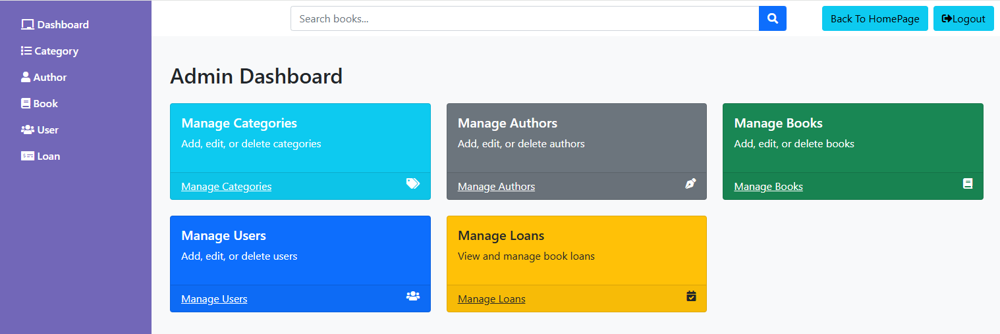 Dashboard
Category
Author
Book
User
Loan
Search books...
Back To HomePage
Logout
Admin Dashboard
Manage Categories
Add, edit, or delete categories
Manage Categories
Manage Authors
Add, edit, or delete authors
Manage Authors
Manage Books
Add, edit, or delete books
Manage Books
Manage Users
Add, edit, or delete users
Manage Users
Manage Loans
View and manage book loans
Manage Loans